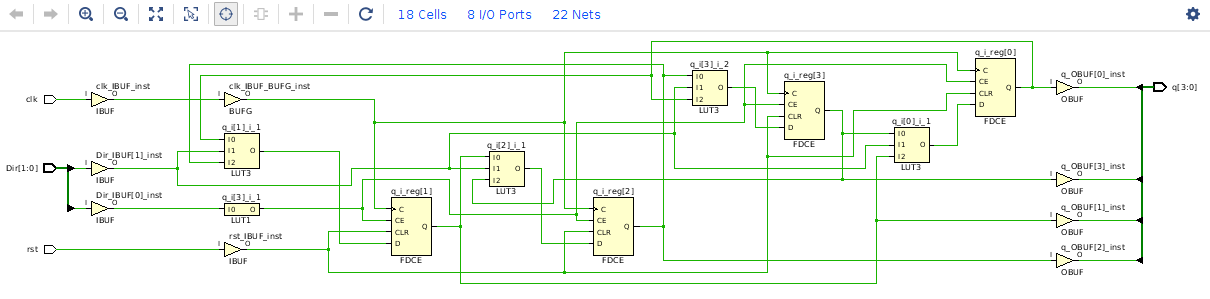 18 Cells 8 I/O Ports 22 Nets
q_i_reg[0]
q_i[3]_i_2
q_i_reg[3]
C
CE
CLR
D
Q
FDCE
q_OBUF[0]_inst
I O
OBUF
q[3:0]
I0
I1
I2
O
LUT3
C
CE
CLR
D
Q
FDCE
clk
clk_IBUF_inst
I O
IBUF
clk_IBUF_BUFG_inst
I O
BUFG
q_i[1]_i_1
I0
I1
I2
O
LUT3
q_i[0]_i_1
I0
I1
I2
O
LUT3
q_i[2]_i_1
I0
I1
I2
O
LUT3
Dir[1:0]
Dir_IBUF[1]_inst
I O
IBUF
Dir_IBUF[0]_inst
I O
IBUF
q_i[3]_i_1
I0 O
LUT1
q_i_reg[1]
C
CE
CLR
D
Q
FDCE
q_i_reg[2]
C
CE
CLR
D
Q
FDCE
q_OBUF[3]_inst
I O
OBUF
q_OBUF[1]_inst
I O
OBUF
q_OBUF[2]_inst
I O
OBUF
rst
rst_IBUF_inst
I O
IBUF